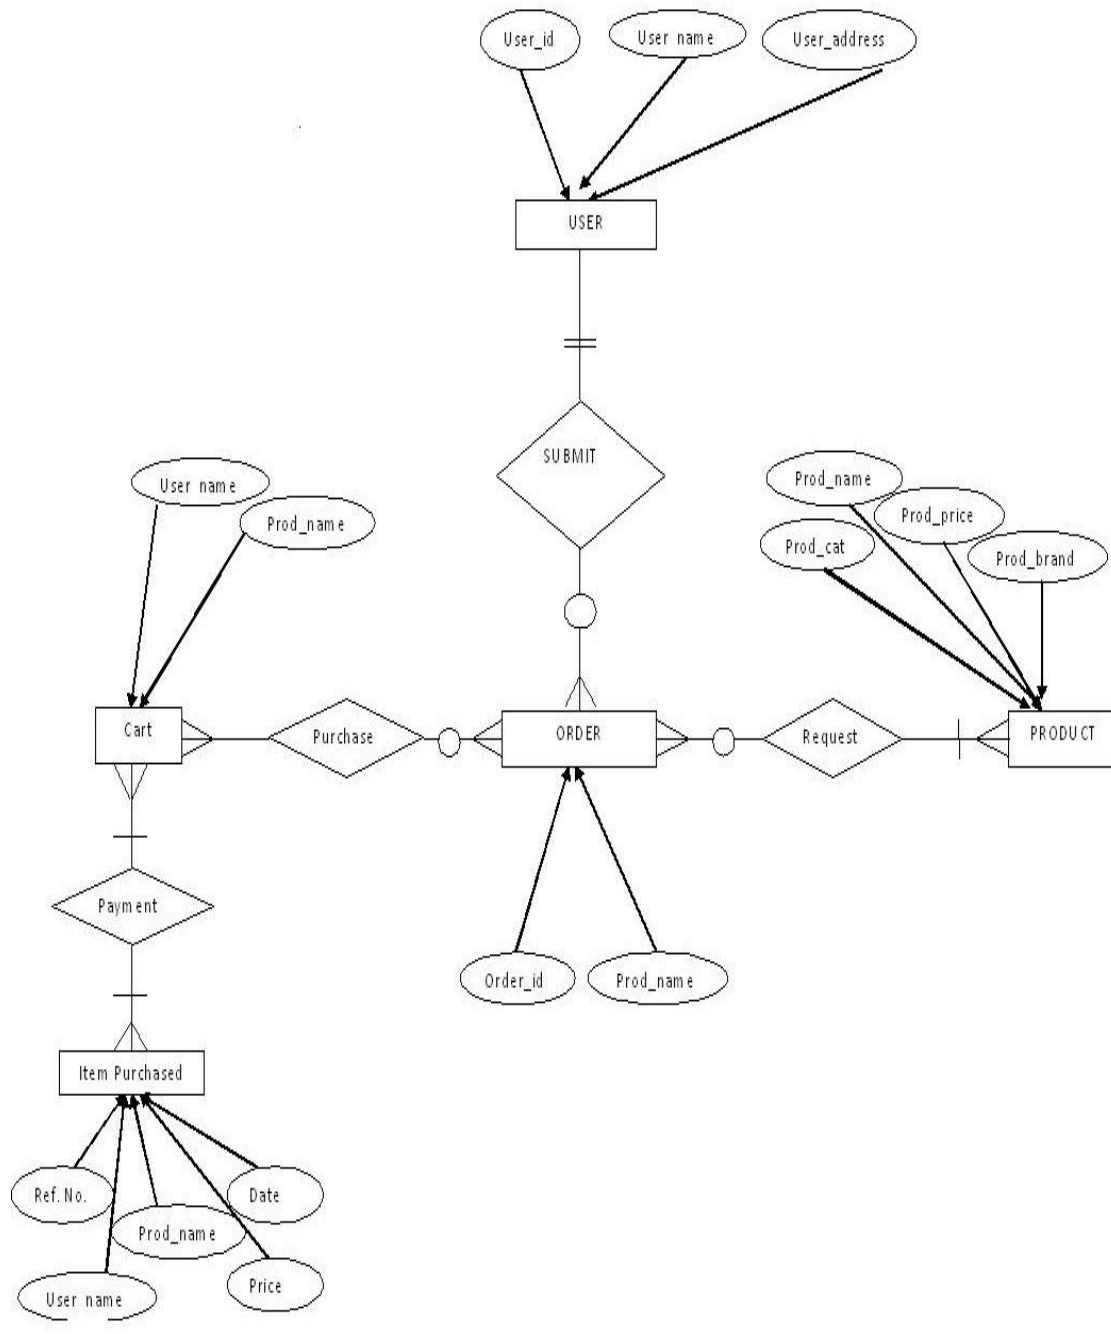 User_id
User name
User_address
USER
SUBMIT
User name
Prod_name
Prod_name
Prod_price
Prod_cat
Prod_brand
Cart
Purchase
ORDER
Request
PRODUCT
Payment
Order_id
Prod_name
Item Purchased
Ref. No.
Date
Prod_name
Price
User name